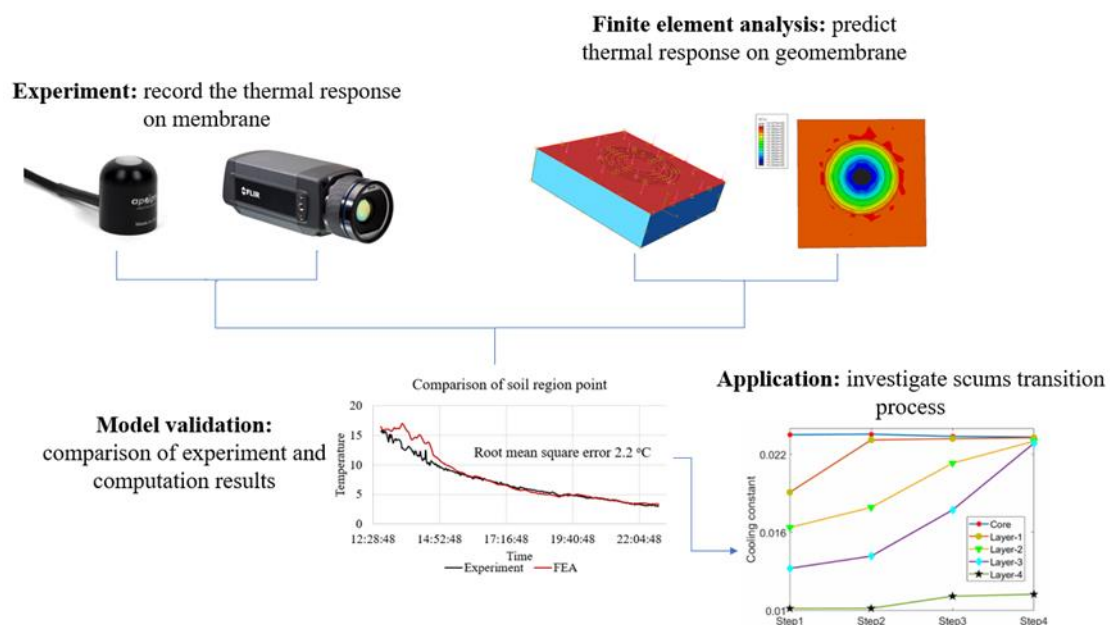 Finite element analysis: predict
thermal response on geomembrane
Experiment: record the thermal response
on membrane
apogee
FLIR
Comparison of soil region point
Application: investigate scums transition
process
Model validation:
comparison of experiment and
computation results
Temperature
20
15
10
5
0
Root mean square error 2.2 °C
12:28:48 14:52:48 17:16:48 19:40:48 22:04:48
Time
Experiment FEA
Cooling constant
0.022
0.016
0.01
Core
Layer-1
Layer-2
Layer-3
Layer-4
Step1 Step2 Step3 Step4